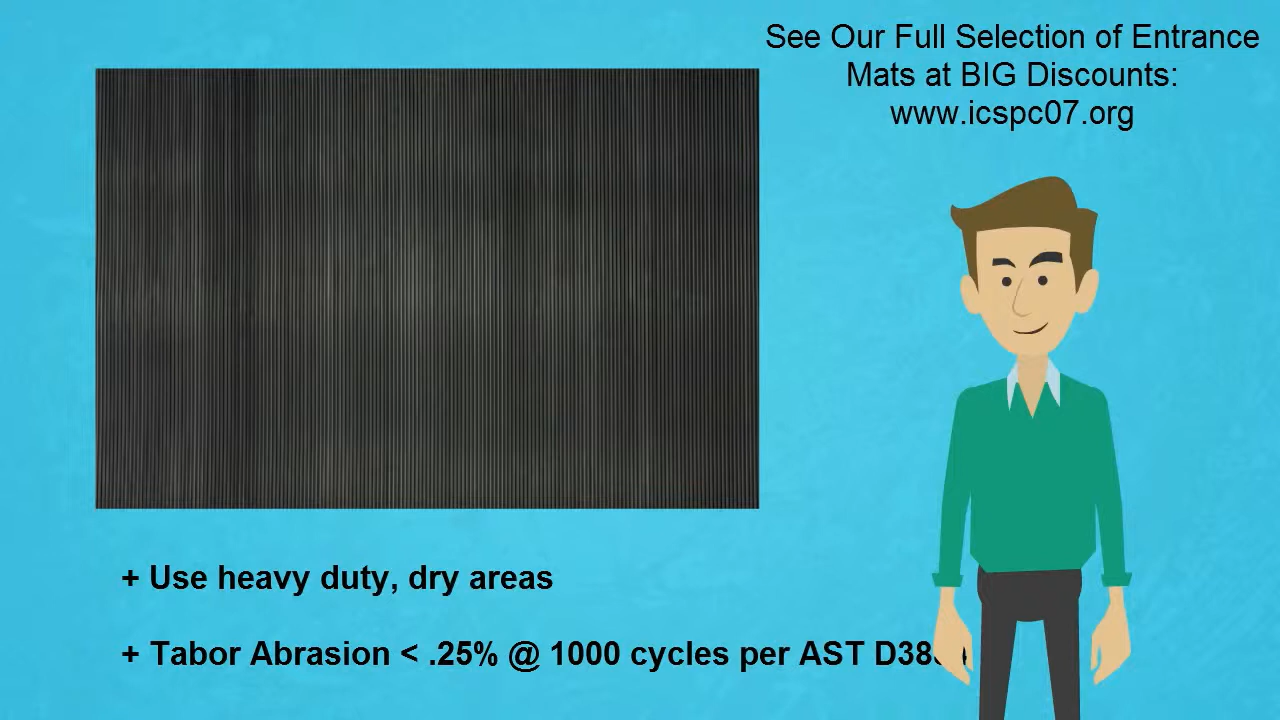 See Our Full Selection of Entrance
Mats at BIG Discounts:
www.icspc07.org
+ Use heavy duty, dry areas
+ Tabor Abrasion < .25% @ 1000 cycles per AST